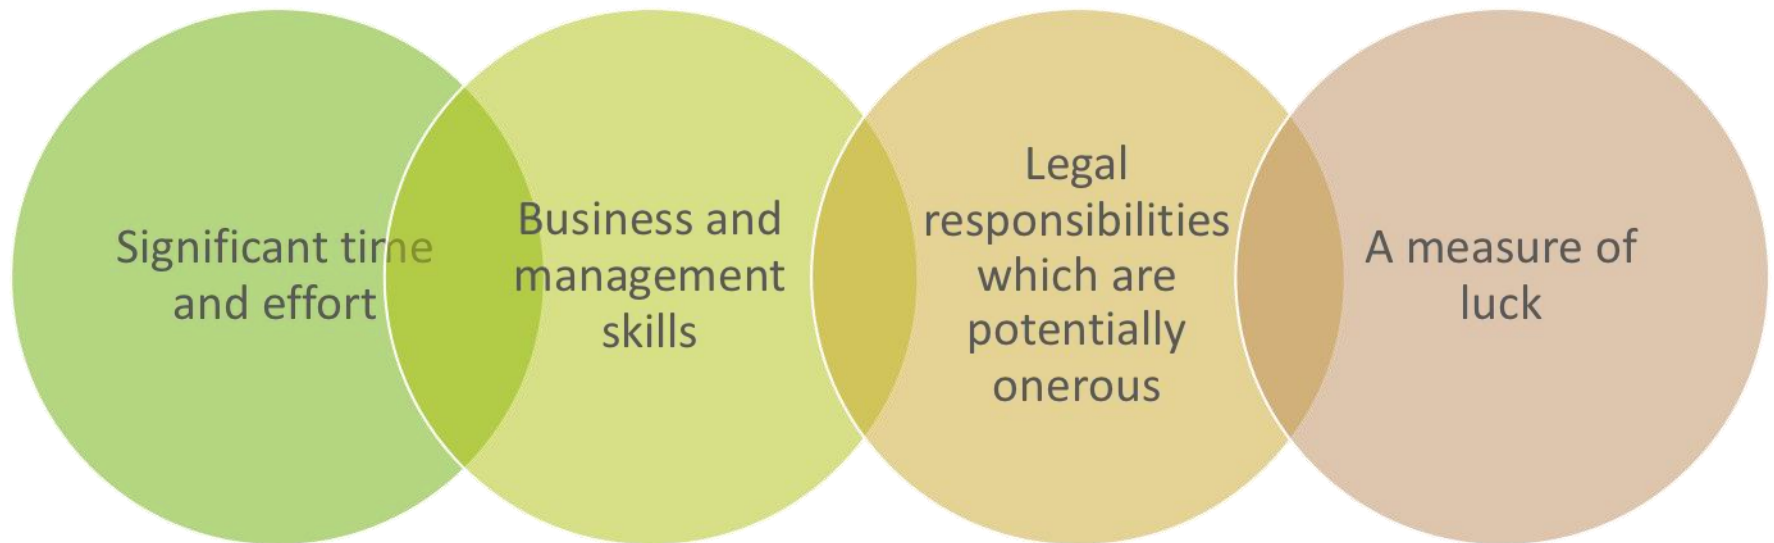 Significant time
and effort
Business and
management
skills
Legal
responsibilities
which are
potentially
onerous
A measure of
luck